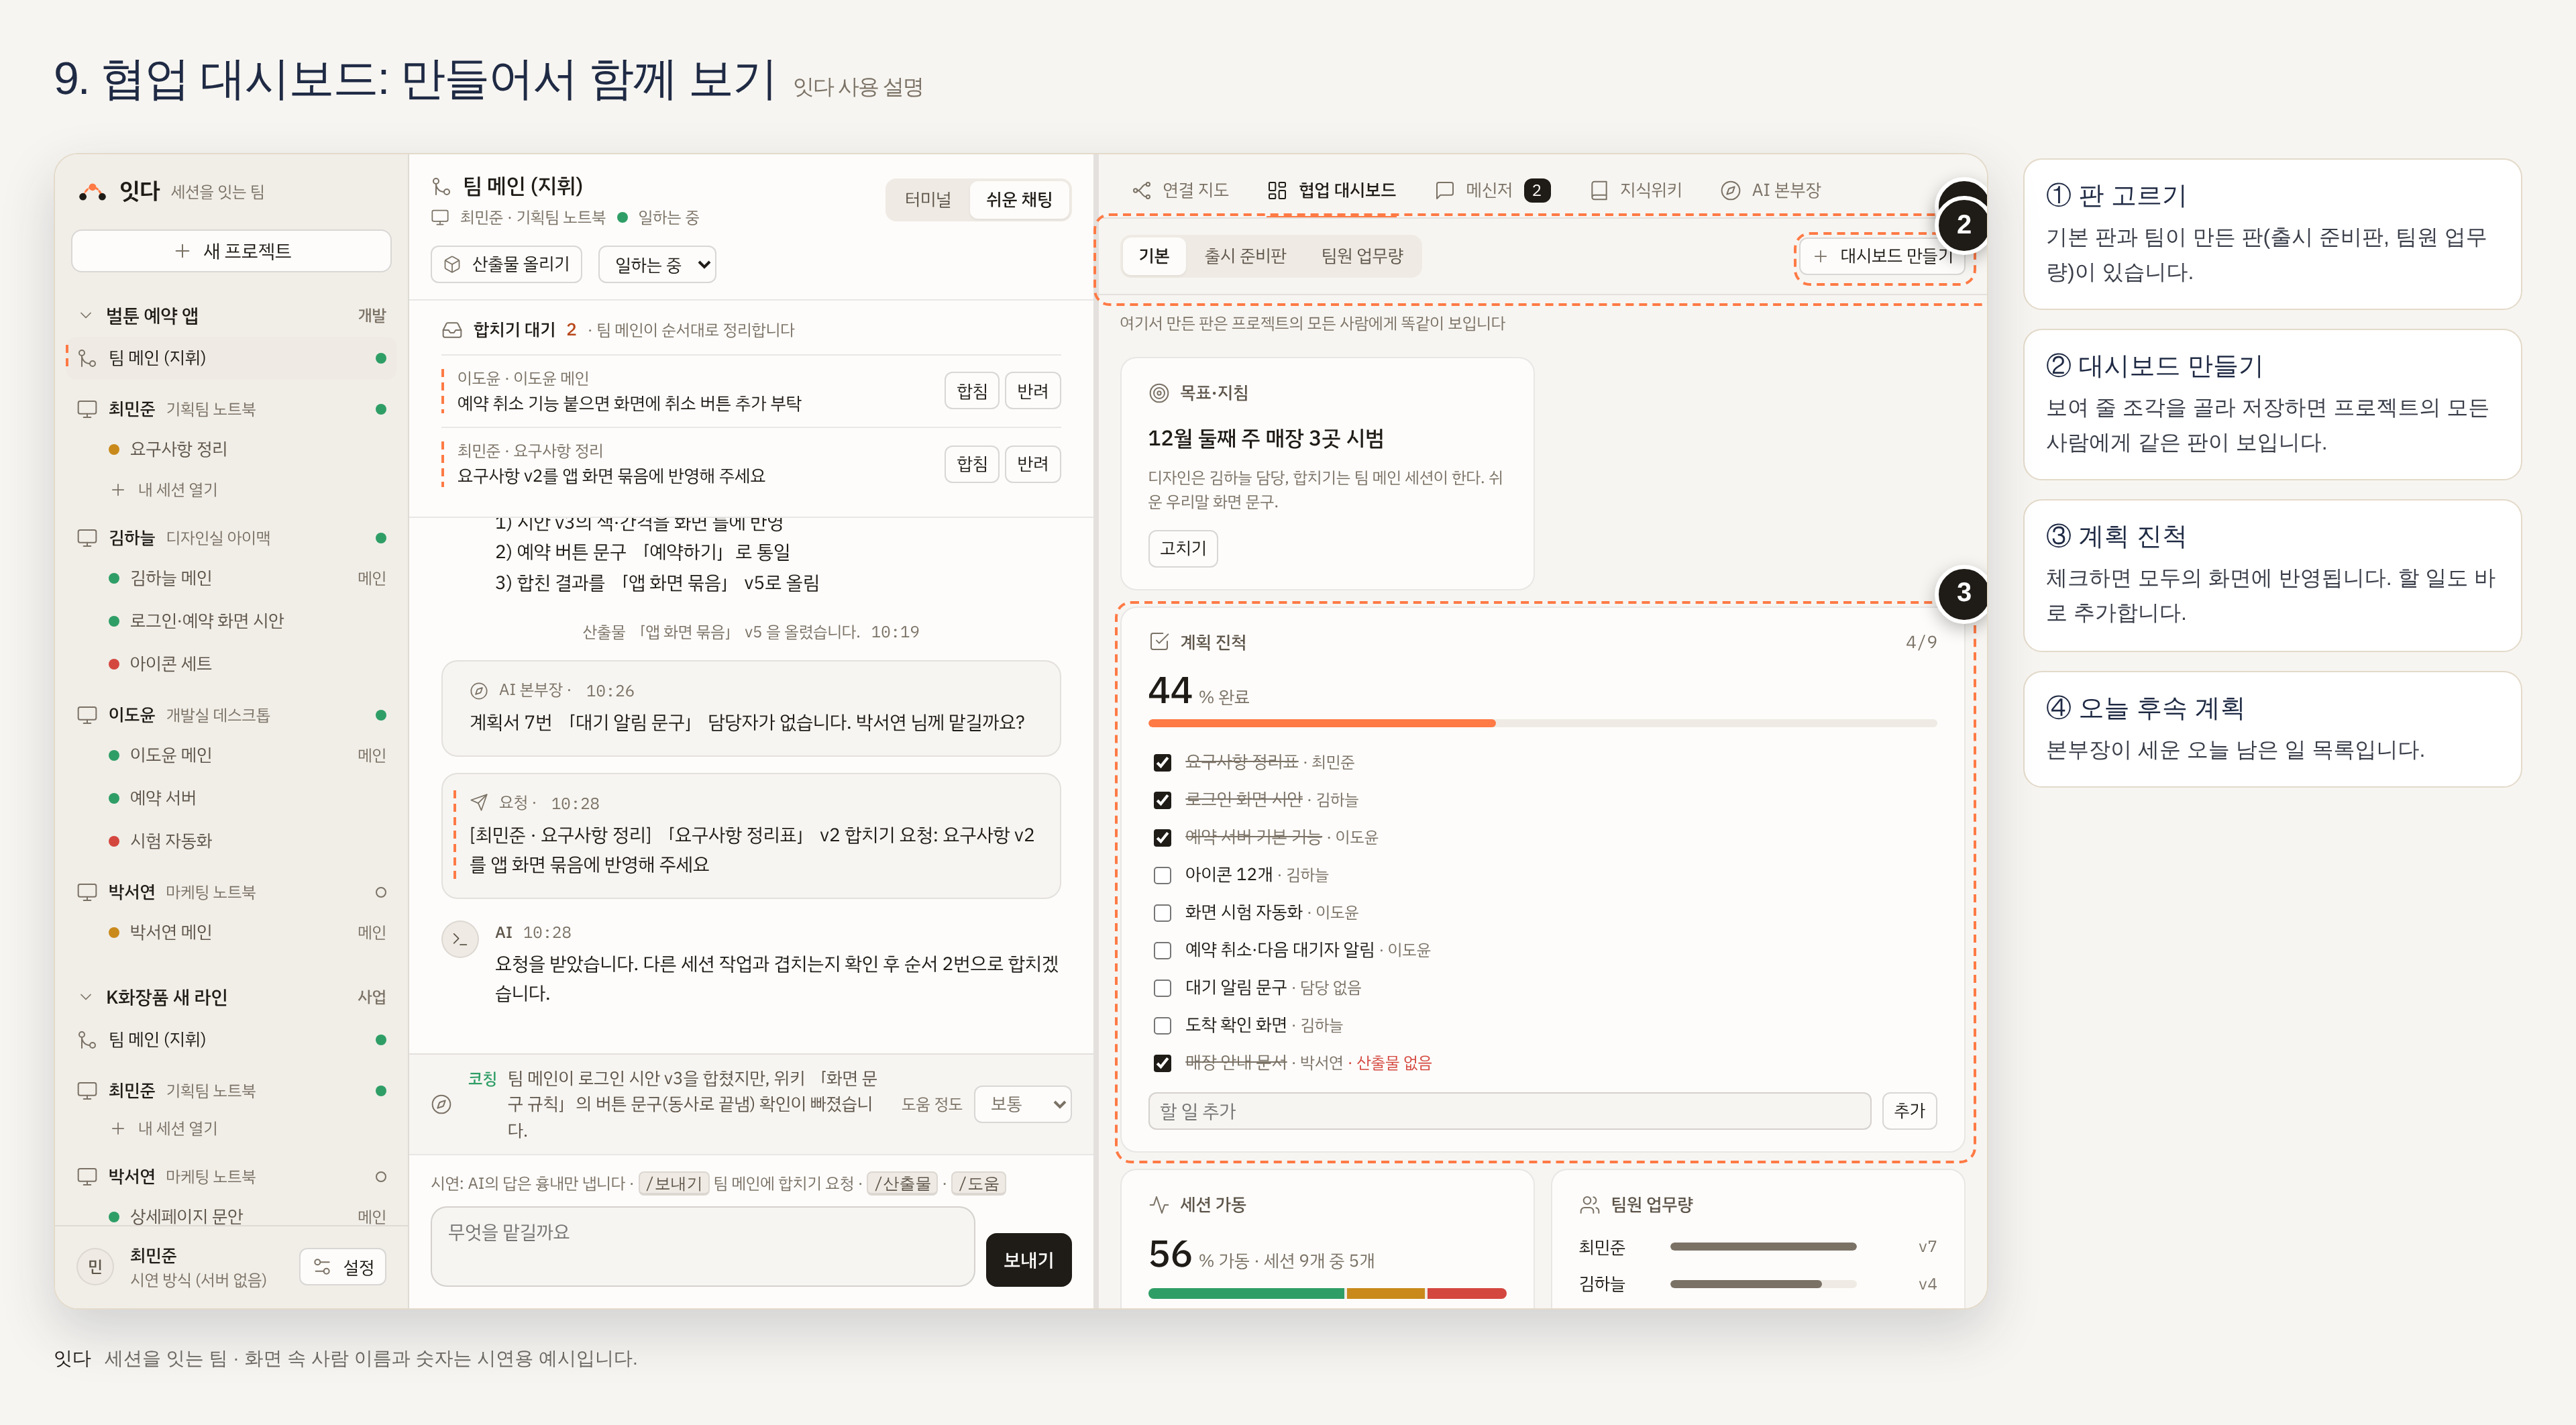 9. 협업 대시보드: 만들어서 함께 보기 잇다 사용 설명
잇다 세션을 잇는 팀
+ 새 프로젝트
벌툰 예약 앱 개발
팀 메인 (지휘)
최민준 기획팀 노트북
요구사항 정리
+ 내 세션 열기
김하늘 디자인실 아이맥
김하늘 메인 메인
로그인·예약 화면 시안
아이콘 세트
이도윤 개발실 데스크톱
이도윤 메인 메인
예약 서버
시험 자동화
박서연 마케팅 노트북
박서연 메인 메인
K화장품 새 라인 사업
팀 메인 (지휘)
최민준 기획팀 노트북
+ 내 세션 열기
박서연 마케팅 노트북
상세페이지 문안 메인
민 최민준
시연 방식 (서버 없음)
설정
팀 메인 (지휘)
최민준 · 기획팀 노트북 일하는 중
터미널 쉬운 채팅
산출물 올리기 일하는 중
합치기 대기 2 · 팀 메인이 순서대로 정리합니다
이도윤 · 이도윤 메인
예약 취소 기능 붙으면 화면에 취소 버튼 추가 부탁
합침 반려
최민준 · 요구사항 정리
요구사항 v2를 앱 화면 묶음에 반영해 주세요
합침 반려
1) 시안 v3의 색·간격을 화면 틀에 반영
2) 예약 버튼 문구 「예약하기」로 통일
3) 합친 결과를 「앱 화면 묶음」 v5로 올림
산출물 「앱 화면 묶음」 v5 을 올렸습니다. 10:19
AI 본부장 · 10:26
계획서 7번 「대기 알림 문구」 담당자가 없습니다. 박서연 님께 맡길까요?
요청 · 10:28
[최민준 · 요구사항 정리] 「요구사항 정리표」 v2 합치기 요청: 요구사항 v2
를 앱 화면 묶음에 반영해 주세요
AI 10:28
요청을 받았습니다. 다른 세션 작업과 겹치는지 확인 후 순서 2번으로 합치겠
습니다.
코칭 팀 메인이 로그인 시안 v3을 합쳤지만, 위키 「화면 문
구 규칙」의 버튼 문구(동사로 끝냄) 확인이 빠졌습니
다.
도움 정도 보통
시연: AI의 답은 흉내만 냅니다 · /보내기 팀 메인에 합치기 요청 · /산출물 · /도움
무엇을 맡길까요
보내기
연결 지도 협업 대시보드 메신저 2 지식위키 AI 본부장
2
기본 출시 준비판 팀원 업무량
+ 대시보드 만들기
여기서 만든 판은 프로젝트의 모든 사람에게 똑같이 보입니다
목표·지침
12월 둘째 주 매장 3곳 시범
디자인은 김하늘 담당, 합치기는 팀 메인 세션이 한다. 쉬
운 우리말 화면 문구.
고치기
3
계획 진척 4/9
44 % 완료
요구사항 정리표 · 최민준
로그인 화면 시안 · 김하늘
예약 서버 기본 기능 · 이도윤
아이콘 12개 · 김하늘
화면 시험 자동화 · 이도윤
예약 취소·다음 대기자 알림 · 이도윤
대기 알림 문구 · 담당 없음
도착 확인 화면 · 김하늘
매장 안내 문서 · 박서연 · 산출물 없음
할 일 추가 추가
세션 가동
56 % 가동 · 세션 9개 중 5개
팀원 업무량
최민준 v7
김하늘 v4
① 판 고르기
기본 판과 팀이 만든 판(출시 준비판, 팀원 업무
량)이 있습니다.
② 대시보드 만들기
보여 줄 조각을 골라 저장하면 프로젝트의 모든
사람에게 같은 판이 보입니다.
③ 계획 진척
체크하면 모두의 화면에 반영됩니다. 할 일도 바
로 추가합니다.
④ 오늘 후속 계획
본부장이 세운 오늘 남은 일 목록입니다.
잇다 세션을 잇는 팀 · 화면 속 사람 이름과 숫자는 시연용 예시입니다.